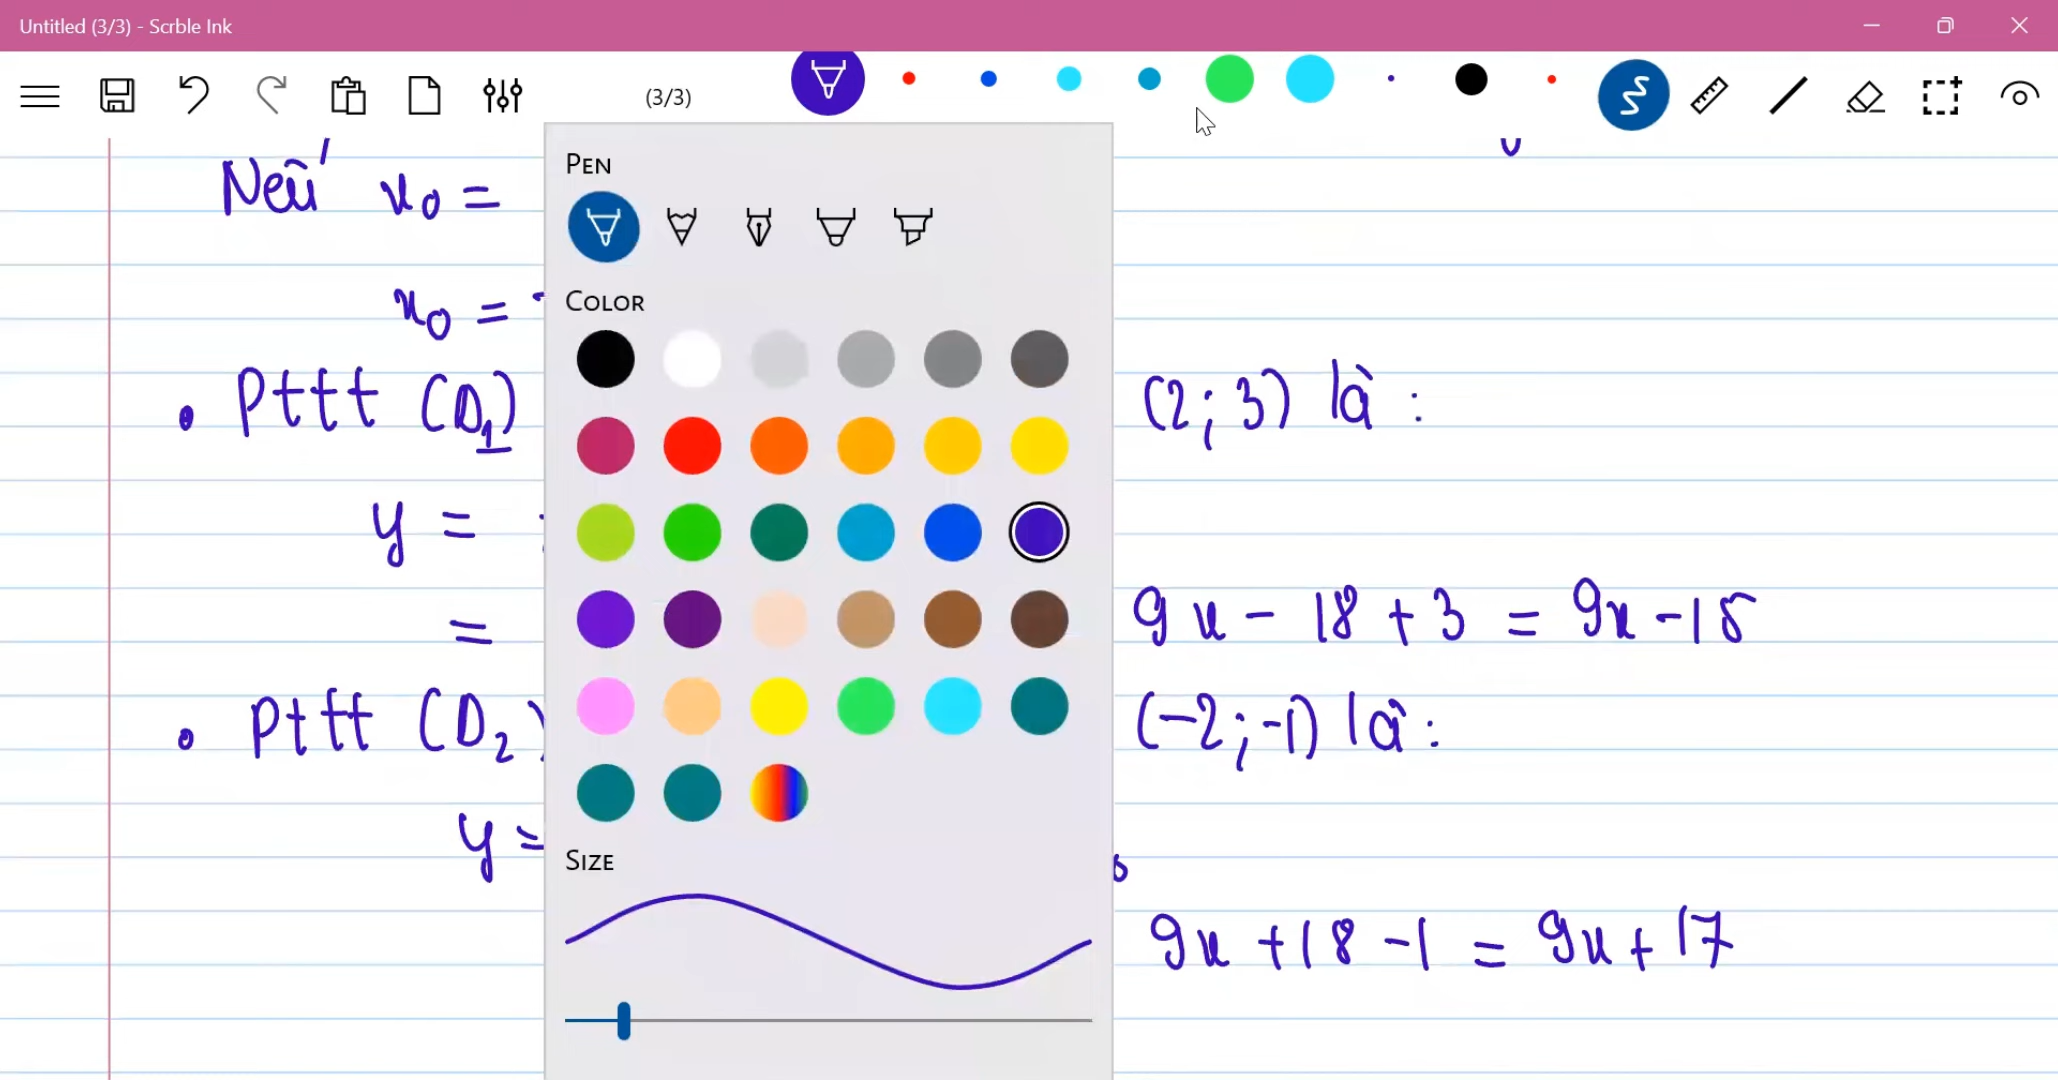 Untitled (3/3) - Scrble Ink
(3/3)
PEN
COLOR
SIZE
Nếu x₀ =
x₀ =
• Pttt (D₁) (2; 3) là :
y =
= 9x - 18 + 3 = 9x - 15
• Pttt (D₂) (-2; -1) là :
y =
9x + 18 - 1 = 9x + 17